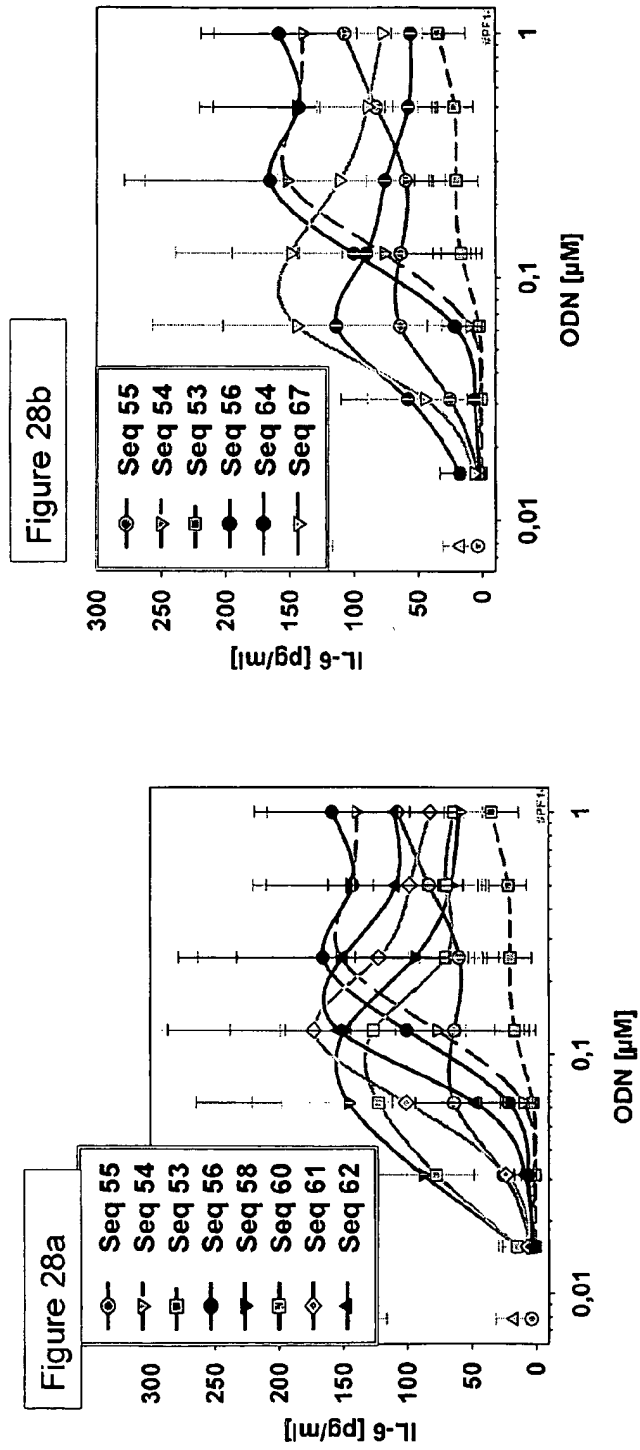 Figure 28a
Seq 55
Seq 54
Seq 53
Seq 56
Seq 58
Seq 60
Seq 61
Seq 62
IL-6 [pg/ml]
300
250
200
150
100
50
0
0,01
0,1
1
ODN [µM]
Figure 28b
Seq 55
Seq 54
Seq 53
Seq 56
Seq 64
Seq 67
IL-6 [pg/ml]
300
250
200
150
100
50
0
0,01
0,1
1
ODN [µM]